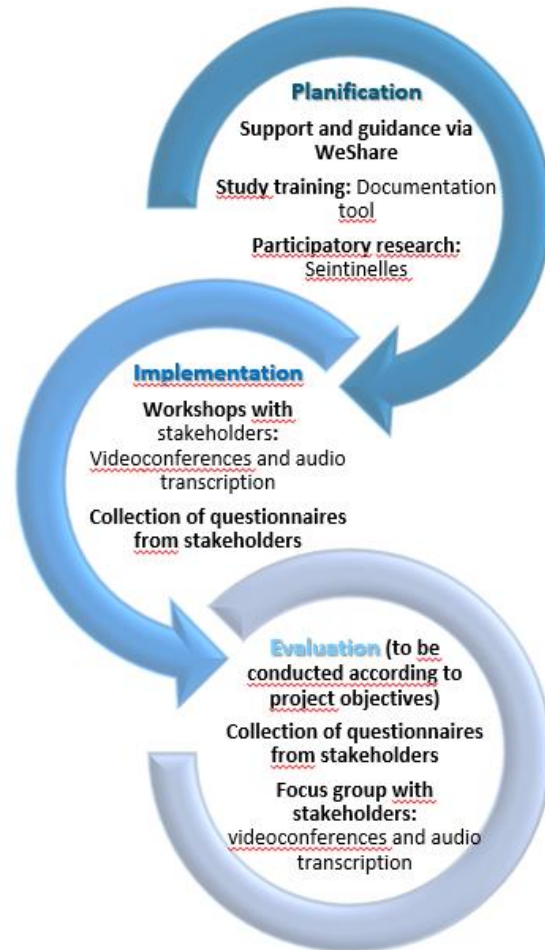 Planification
Support and guidance via
WeShare
Study training: Documentation
tool
Participatory research:
Seintinelles
Implementation
Workshops with
stakeholders:
Videoconferences and audio
transcription
Collection of questionnaires
from stakeholders
Evaluation (to be
conducted according to
project objectives)
Collection of questionnaires
from stakeholders
Focus group with
stakeholders:
videoconferences and audio
transcription